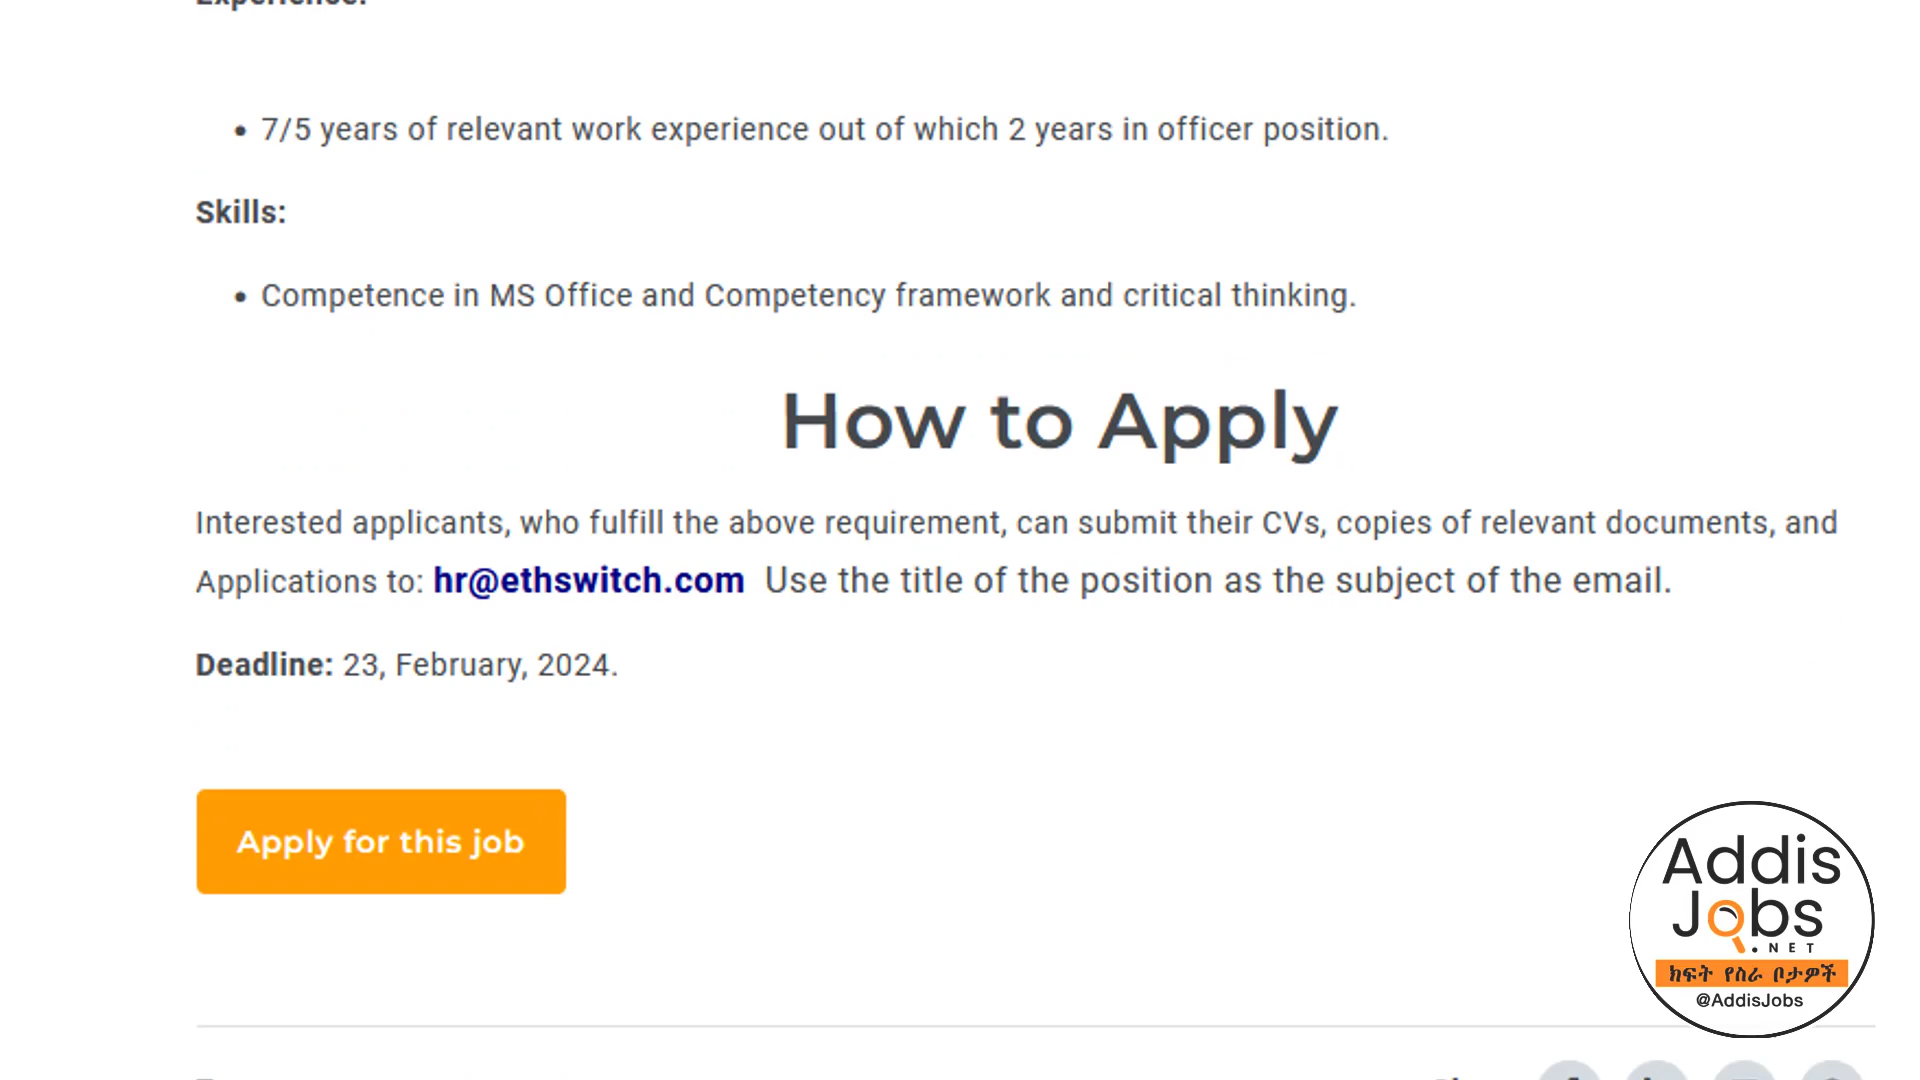 Experience:
7/5 years of relevant work experience out of which 2 years in officer position.
Skills:
Competence in MS Office and Competency framework and critical thinking.
How to Apply
Interested applicants, who fulfill the above requirement, can submit their CVs, copies of relevant documents, and
Applications to: hr@ethswitch.com Use the title of the position as the subject of the email.
Deadline: 23, February, 2024.
Apply for this job
Addis
Jobs
.NET
ክፍት የስራ ቦታዎች
@AddisJobs